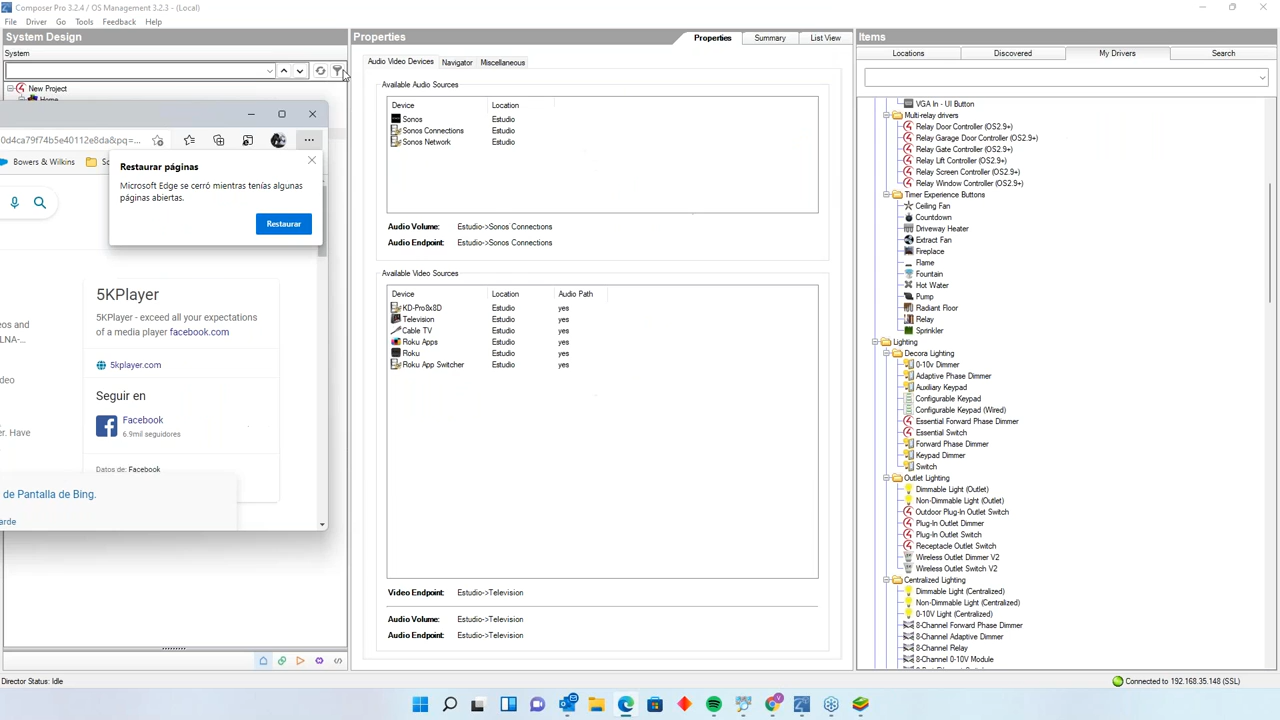 Composer Pro 3.2.4 / OS Management 3.2.3 - (Local)
File Driver Go Tools Feedback Help
System Design
System
New Project
Home
0d4ca79f74b5e40112e8da&pq=...
Bowers & Wilkins
Restaurar páginas
Microsoft Edge se cerró mientras tenías algunas
páginas abiertas.
Restaurar
5KPlayer
5KPlayer - exceed all your expectations
of a media player facebook.com
eos and
LNA-...
5kplayer.com
Seguir en
Facebook
6.9mil seguidores
er. Have
Datos de: Facebook
de Pantalla de Bing.
arde
Director Status: Idle
Properties
Properties Summary List View
Audio Video Devices Navigator Miscellaneous
Available Audio Sources
Device Location
Sonos Estudio
Sonos Connections Estudio
Sonos Network Estudio
Audio Volume: Estudio->Sonos Connections
Audio Endpoint: Estudio->Sonos Connections
Available Video Sources
Device Location Audio Path
KD-Pro8x8D Estudio yes
Television Estudio yes
Cable TV Estudio yes
Roku Apps Estudio yes
Roku Estudio yes
Roku App Switcher Estudio yes
Video Endpoint: Estudio->Television
Audio Volume: Estudio->Television
Audio Endpoint: Estudio->Television
Items
Locations Discovered My Drivers Search
VGA In - UI Button
Multi-relay drivers
Relay Door Controller (OS2.9+)
Relay Garage Door Controller (OS2.9+)
Relay Gate Controller (OS2.9+)
Relay Lift Controller (OS2.9+)
Relay Screen Controller (OS2.9+)
Relay Window Controller (OS2.9+)
Timer Experience Buttons
Ceiling Fan
Countdown
Driveway Heater
Extract Fan
Fireplace
Flame
Fountain
Hot Water
Pump
Radiant Floor
Relay
Sprinkler
Lighting
Decora Lighting
0-10v Dimmer
Adaptive Phase Dimmer
Auxiliary Keypad
Configurable Keypad
Configurable Keypad (Wired)
Essential Forward Phase Dimmer
Essential Switch
Forward Phase Dimmer
Keypad Dimmer
Switch
Outlet Lighting
Dimmable Light (Outlet)
Non-Dimmable Light (Outlet)
Outdoor Plug-In Outlet Switch
Plug-In Outlet Dimmer
Plug-In Outlet Switch
Receptacle Outlet Switch
Wireless Outlet Dimmer V2
Wireless Outlet Switch V2
Centralized Lighting
Dimmable Light (Centralized)
Non-Dimmable Light (Centralized)
0-10V Light (Centralized)
8-Channel Forward Phase Dimmer
8-Channel Adaptive Dimmer
8-Channel Relay
8-Channel 0-10V Module
Connected to 192.168.35.148 (SSL)